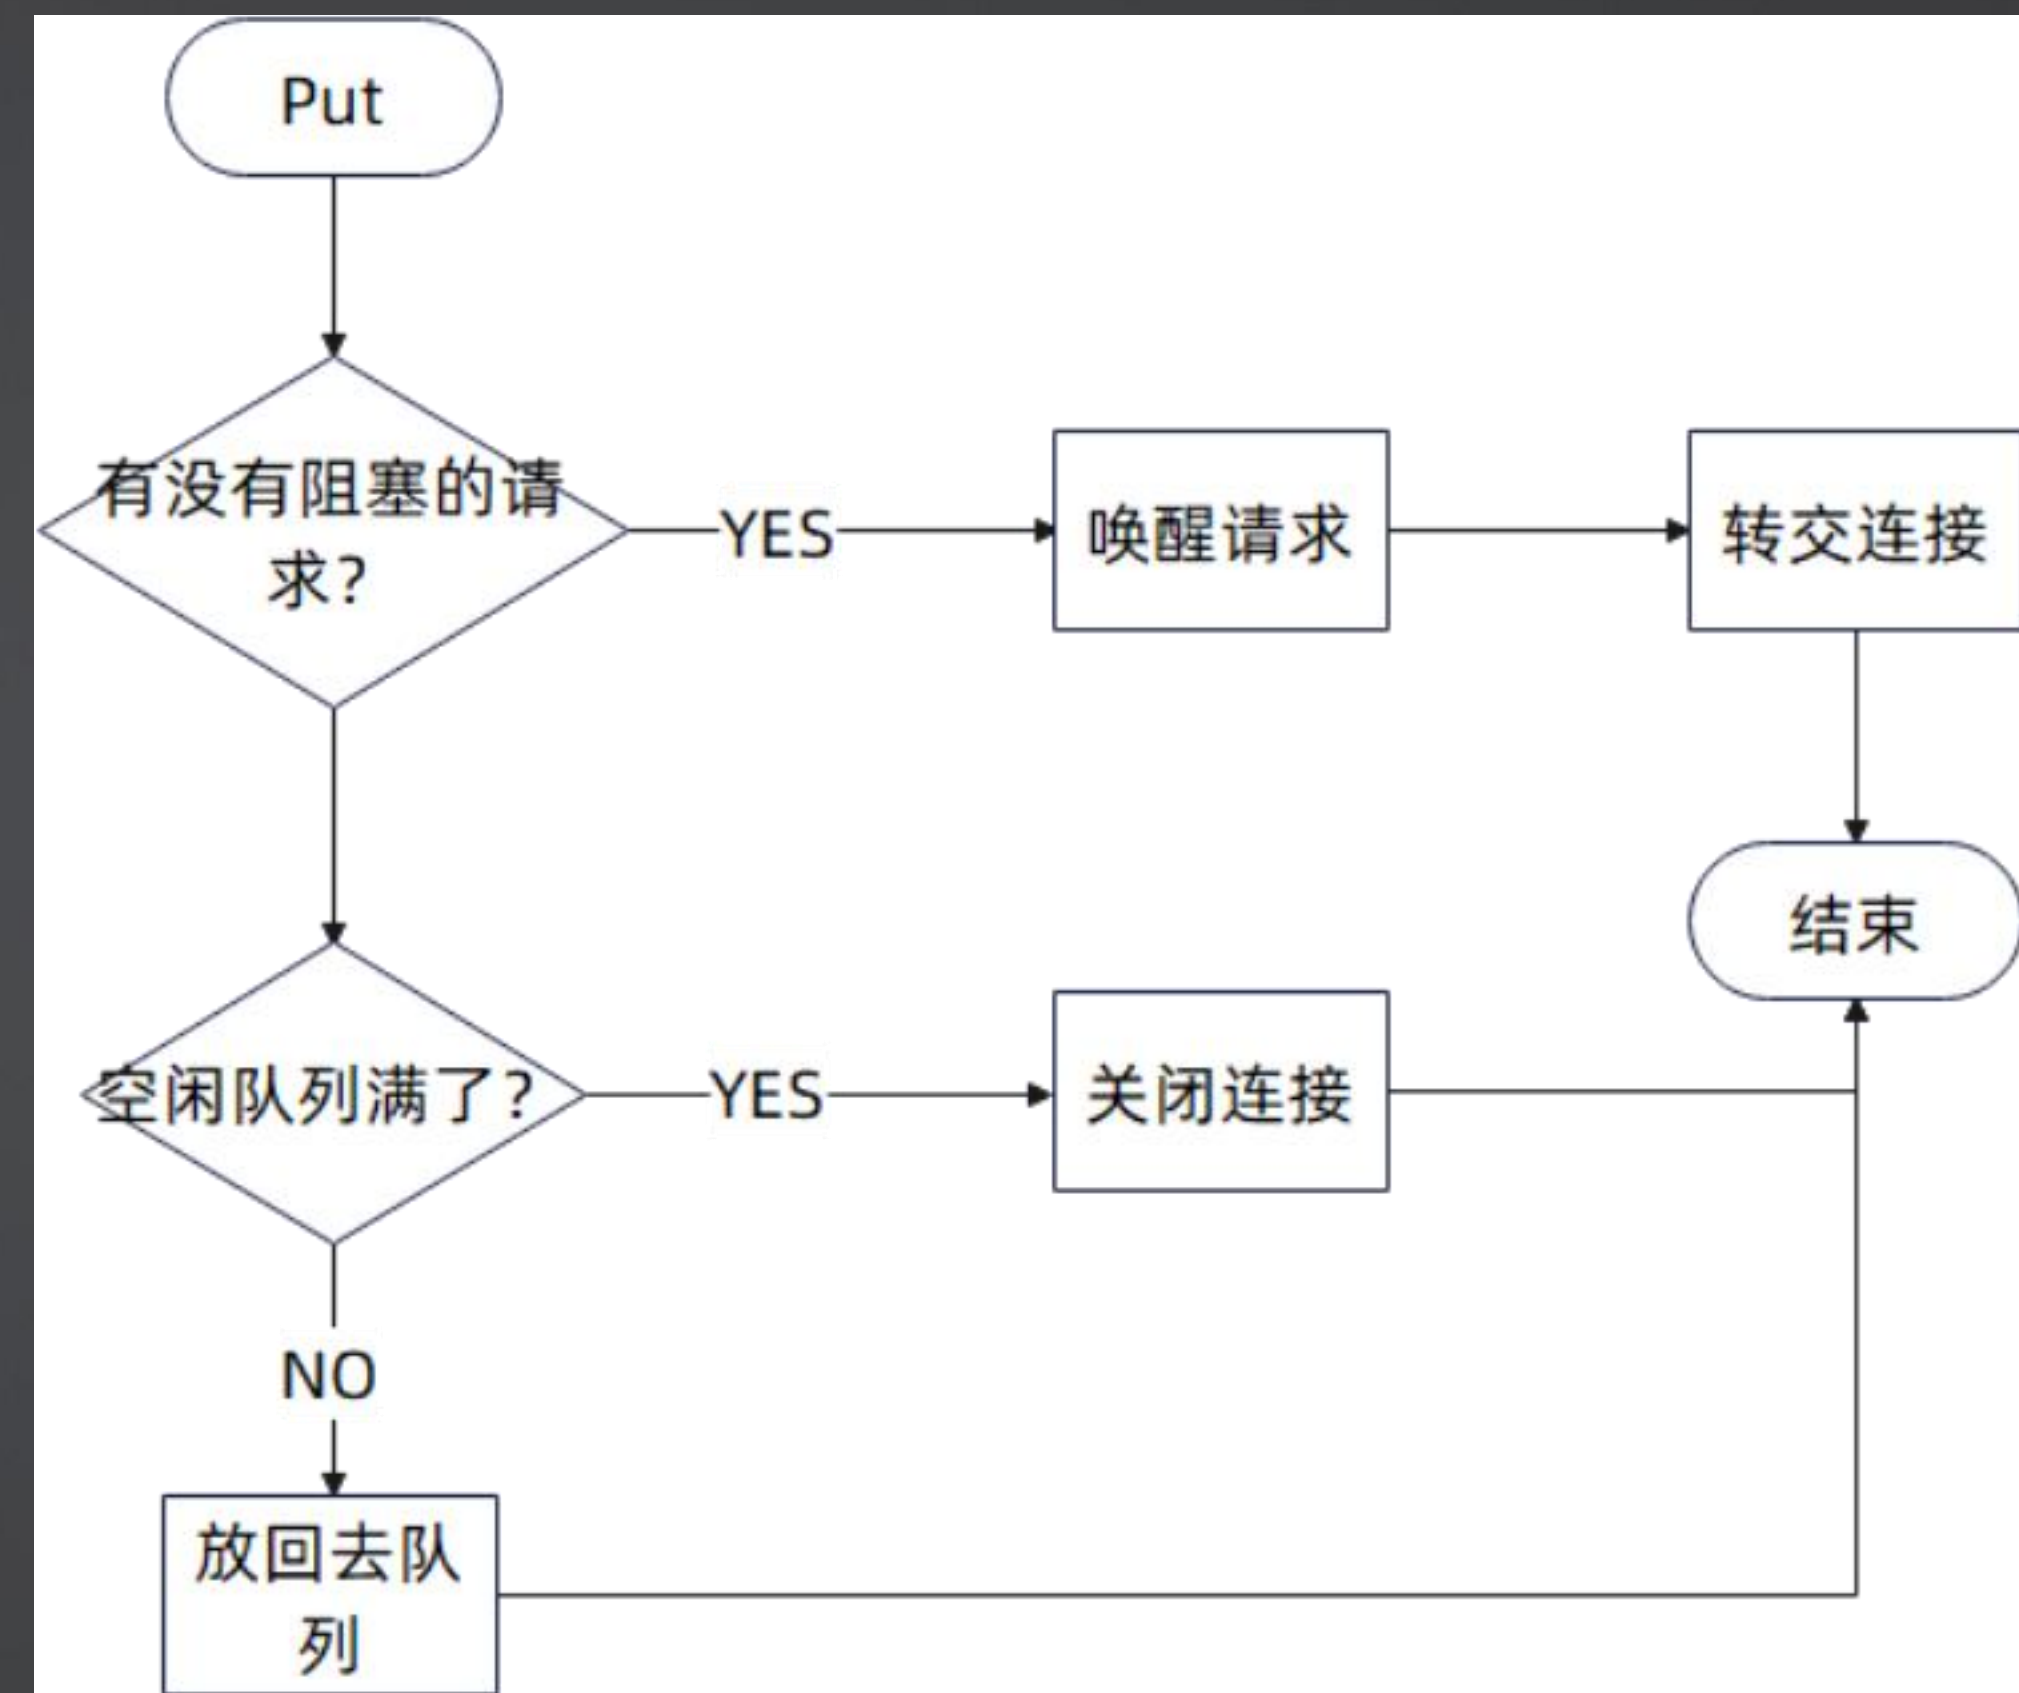 Put
有没有阻塞的请
求?
YES
唤醒请求
转交连接
结束
空闲队列满了?
YES
关闭连接
NO
放回去队
列